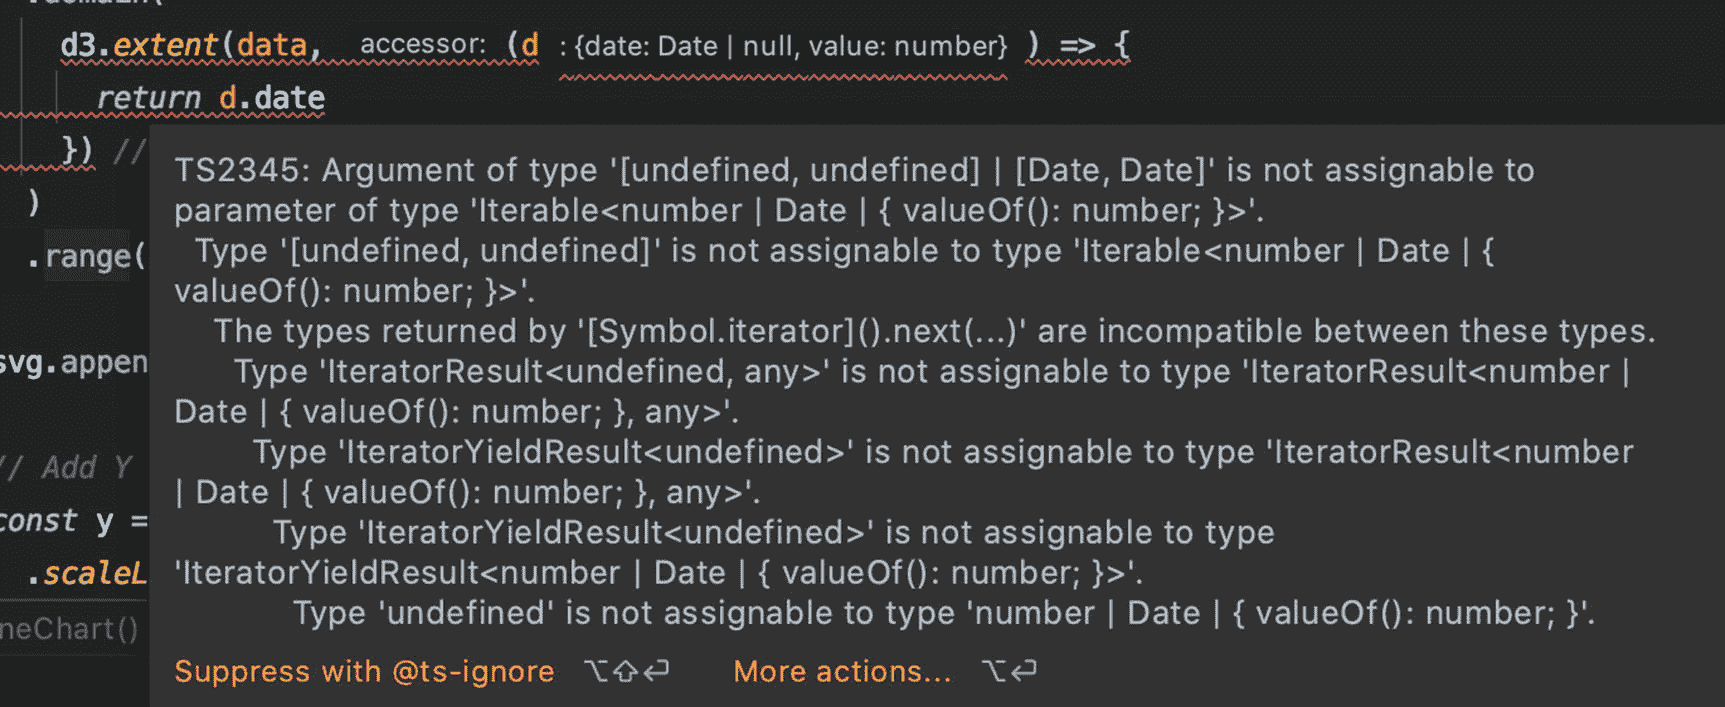 .domain(
d3.extent(data, accessor: (d : {date: Date | null, value: number} ) => {
return d.date
}) //
)
.range(
svg.append
// Add Y
const y =
.scaleL
neChart()
TS2345: Argument of type '[undefined, undefined] | [Date, Date]' is not assignable to
parameter of type 'Iterable<number | Date | { valueOf(): number; }>'.
Type '[undefined, undefined]' is not assignable to type 'Iterable<number | Date | {
valueOf(): number; }>'.
The types returned by '[Symbol.iterator]().next(...)' are incompatible between these types.
Type 'IteratorResult<undefined, any>' is not assignable to type 'IteratorResult<number |
Date | { valueOf(): number; }, any>'.
Type 'IteratorYieldResult<undefined>' is not assignable to type 'IteratorResult<number
| Date | { valueOf(): number; }, any>'.
Type 'IteratorYieldResult<undefined>' is not assignable to type
'IteratorYieldResult<number | Date | { valueOf(): number; }>'.
Type 'undefined' is not assignable to type 'number | Date | { valueOf(): number; }'.
Suppress with @ts-ignore ⌥⇧⏎ More actions... ⌥⏎